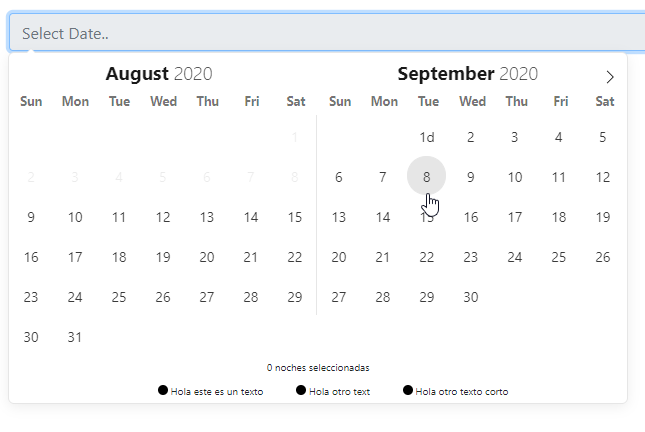 Select Date..
August 2020 September 2020
Sun Mon Tue Wed Thu Fri Sat Sun Mon Tue Wed Thu Fri Sat
1 1d 2 3 4 5
2 3 4 5 6 7 8 6 7 8 9 10 11 12
9 10 11 12 13 14 15 13 14 15 16 17 18 19
16 17 18 19 20 21 22 20 21 22 23 24 25 26
23 24 25 26 27 28 29 27 28 29 30
30 31
0 noches seleccionadas
Hola este es un texto Hola otro text Hola otro texto corto